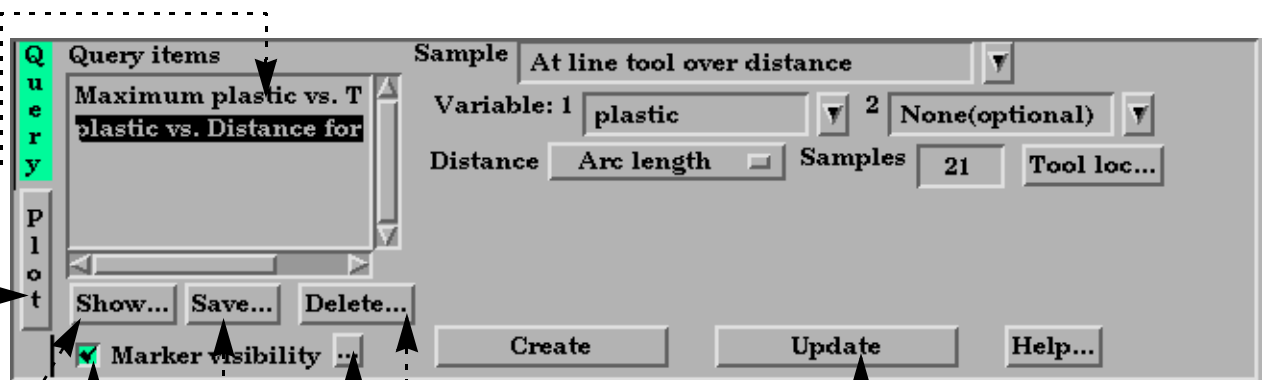 Query
Plot
Query items
Maximum plastic vs. T
plastic vs. Distance for
Show... Save... Delete...
Marker visibility ...
Sample At line tool over distance
Variable: 1 plastic 2 None(optional)
Distance Arc length Samples 21 Tool loc...
Create Update Help...